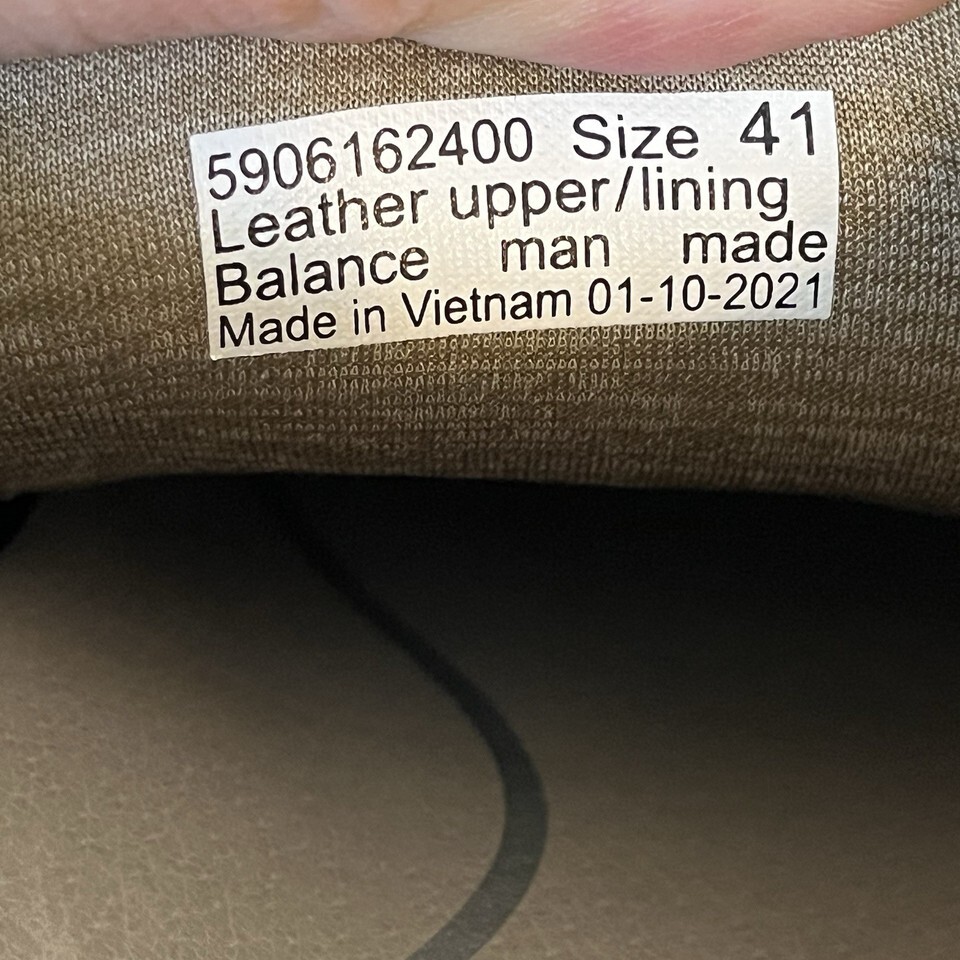 5906162400 Size 41
Leather upper/lining
Balance man made
Made in Vietnam 01-10-2021